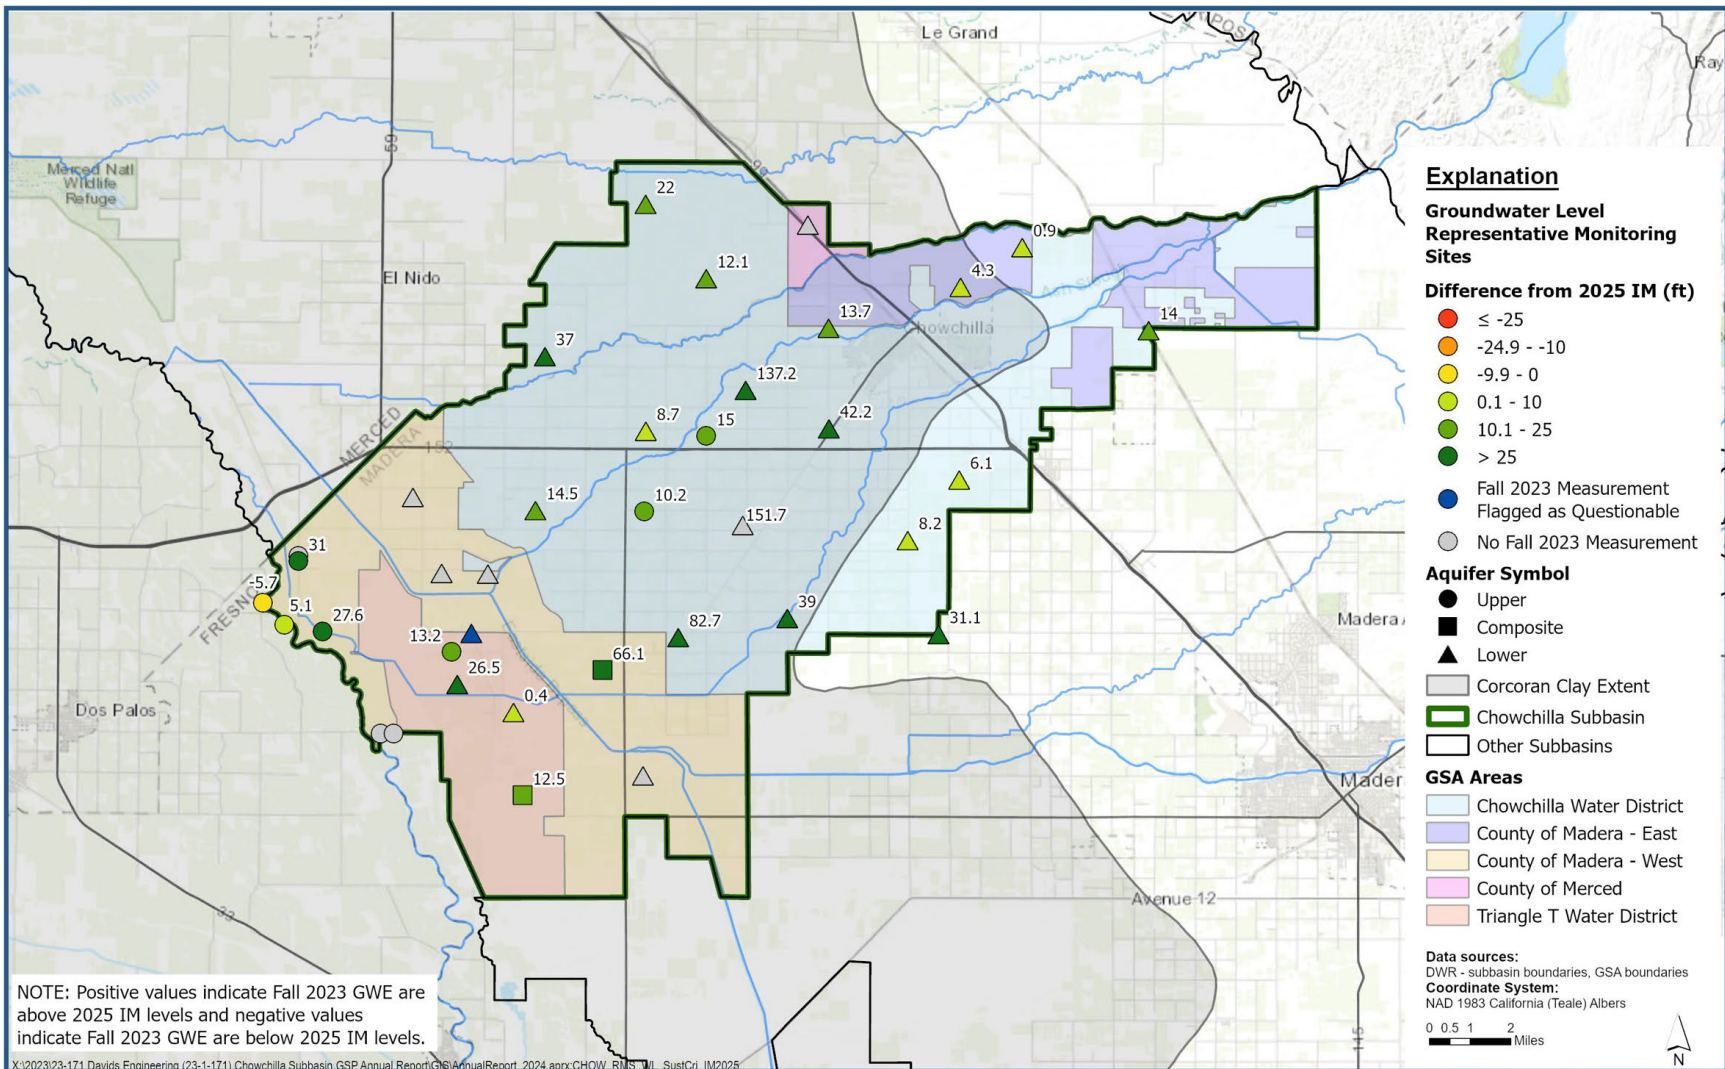 Le Grand
RIPOS
Ray
Merced Natl
Wildlife
Refuge
59
99
El Nido
22
12.1
0.9
4.3
13.7
14
howchilla
37
137.2
8.7
15
42.2
MERCED
MADERA
152
6.1
14.5
10.2
151.7
8.2
31
-5.7
5.1
27.6
FRESNO
13.2
26.5
66.1
82.7
39
31.1
0.4
12.5
Dos Palos
33
Madera A
Mader
Avenue 12
145
Explanation
Groundwater Level
Representative Monitoring
Sites
Difference from 2025 IM (ft)
≤ -25
-24.9 - -10
-9.9 - 0
0.1 - 10
10.1 - 25
> 25
Fall 2023 Measurement
Flagged as Questionable
No Fall 2023 Measurement
Aquifer Symbol
Upper
Composite
Lower
Corcoran Clay Extent
Chowchilla Subbasin
Other Subbasins
GSA Areas
Chowchilla Water District
County of Madera - East
County of Madera - West
County of Merced
Triangle T Water District
Data sources:
DWR - subbasin boundaries, GSA boundaries
Coordinate System:
NAD 1983 California (Teale) Albers
0 0.5 1 2
Miles
N
NOTE: Positive values indicate Fall 2023 GWE are
above 2025 IM levels and negative values
indicate Fall 2023 GWE are below 2025 IM levels.
X:\2023\23-171 Davids Engineering (23-1-171) Chowchilla Subbasin GSP Annual Report\GIS\AnnualReport_2024.aprx:CHOW_RMS_WL_SustCri_IM2025